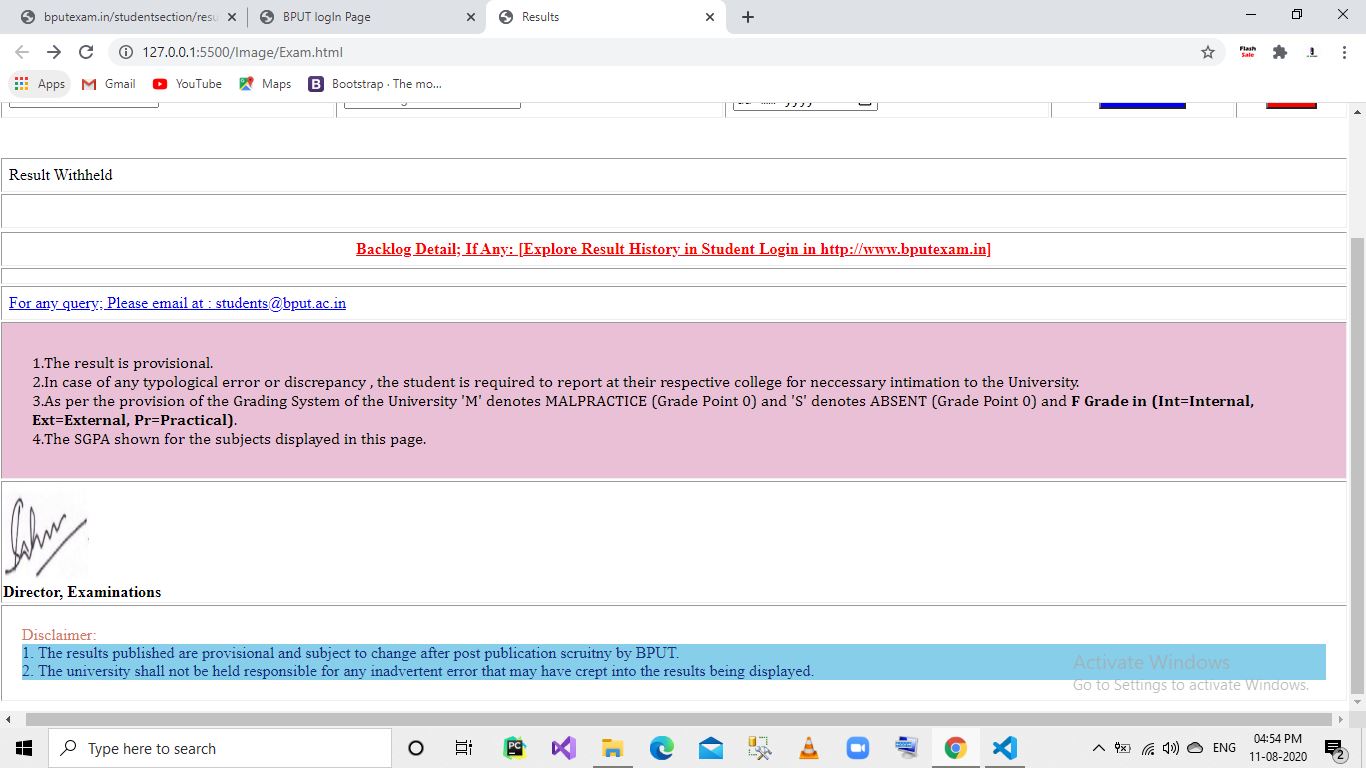 bputexam.in/studentsection/resu
BPUT logIn Page
Results
127.0.0.1:5500/Image/Exam.html
Flash
Sale
Apps
Gmail
YouTube
Maps
B
Bootstrap · The mo...
Result Withheld
Backlog Detail; If Any: [Explore Result History in Student Login in http://www.bputexam.in]
For any query; Please email at : students@bput.ac.in
1.The result is provisional.
2.In case of any typological error or discrepancy , the student is required to report at their respective college for neccessary intimation to the University.
3.As per the provision of the Grading System of the University 'M' denotes MALPRACTICE (Grade Point 0) and 'S' denotes ABSENT (Grade Point 0) and F Grade in (Int=Internal,
Ext=External, Pr=Practical).
4.The SGPA shown for the subjects displayed in this page.
Director, Examinations
Disclaimer:
1. The results published are provisional and subject to change after post publication scruitny by BPUT.
2. The university shall not be held responsible for any inadvertent error that may have crept into the results being displayed.
Activate Windows
Go to Settings to activate Windows.
Type here to search
PC
ENG
04:54 PM
11-08-2020
2